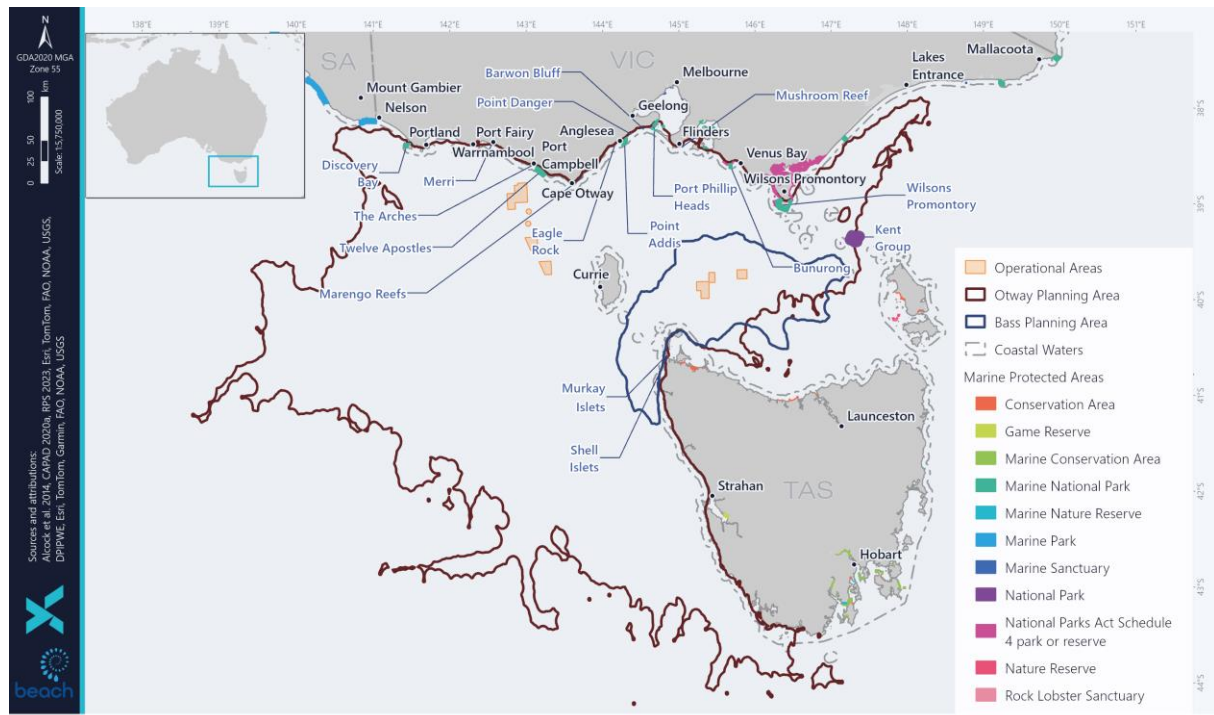 138°E 139°E 140°E 141°E 142°E 143°E 144°E 145°E 146°E 147°E 148°E 149°E 150°E 151°E
N
GDA2020 MGA
Zone 55
0 25 50 100
km
Scale: 1:5,750,000
Sources and attributions:
Alcock et al. 2014, CAPAD 2020a, RPS 2023, Esri, TomTom, FAO, NOAA, USGS,
DPIPWE, Esri, TomTom, Garmin, FAO, NOAA, USGS
beach
SA
VIC
TAS
Mount Gambier
Nelson
Portland
Port Fairy
Warrnambool
Port
Campbell
Cape Otway
Anglesea
Geelong
Melbourne
Flinders
Venus Bay
Wilsons Promontory
Lakes
Entrance
Mallacoota
Currie
Launceston
Strahan
Hobart
Barwon Bluff
Point Danger
Mushroom Reef
Discovery
Bay
Merri
The Arches
Twelve Apostles
Marengo Reefs
Eagle
Rock
Point
Addis
Port Phillip
Heads
Bunurong
Wilsons
Promontory
Kent
Group
Murkay
Islets
Shell
Islets
38°S
39°S
40°S
41°S
42°S
43°S
44°S
Operational Areas
Otway Planning Area
Bass Planning Area
Coastal Waters
Marine Protected Areas
Conservation Area
Game Reserve
Marine Conservation Area
Marine National Park
Marine Nature Reserve
Marine Park
Marine Sanctuary
National Park
National Parks Act Schedule
4 park or reserve
Nature Reserve
Rock Lobster Sanctuary